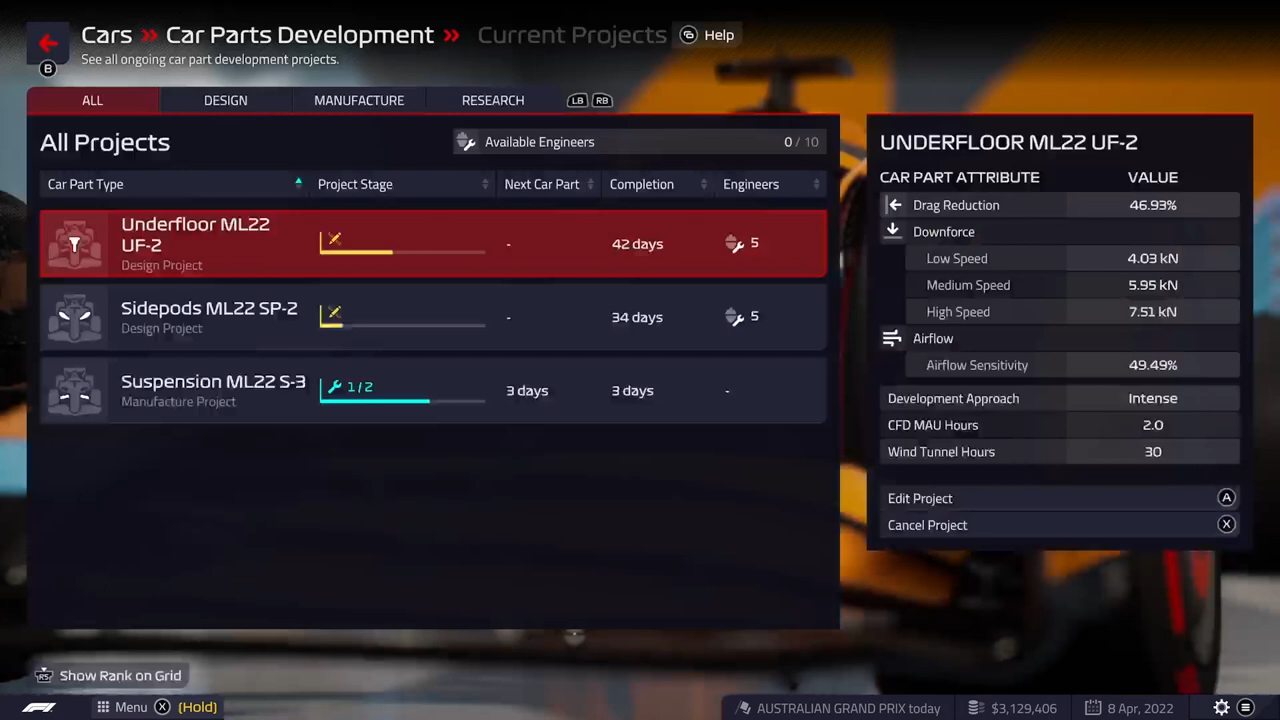 Cars » Car Parts Development » Current Projects Help
See all ongoing car part development projects.
B
ALL DESIGN MANUFACTURE RESEARCH LB RB
All Projects
Available Engineers 0 / 10
Car Part Type Project Stage Next Car Part Completion Engineers
Underfloor ML22
UF-2
Design Project
- 42 days 5
Sidepods ML22 SP-2
Design Project
- 34 days 5
Suspension ML22 S-3
Manufacture Project
1/2 3 days 3 days -
UNDERFLOOR ML22 UF-2
CAR PART ATTRIBUTE VALUE
Drag Reduction 46.93%
Downforce
Low Speed 4.03 kN
Medium Speed 5.95 kN
High Speed 7.51 kN
Airflow
Airflow Sensitivity 49.49%
Development Approach Intense
CFD MAU Hours 2.0
Wind Tunnel Hours 30
Edit Project A
Cancel Project X
RS Show Rank on Grid
F1 Menu X (Hold) AUSTRALIAN GRAND PRIX today $3,129,406 8 Apr, 2022